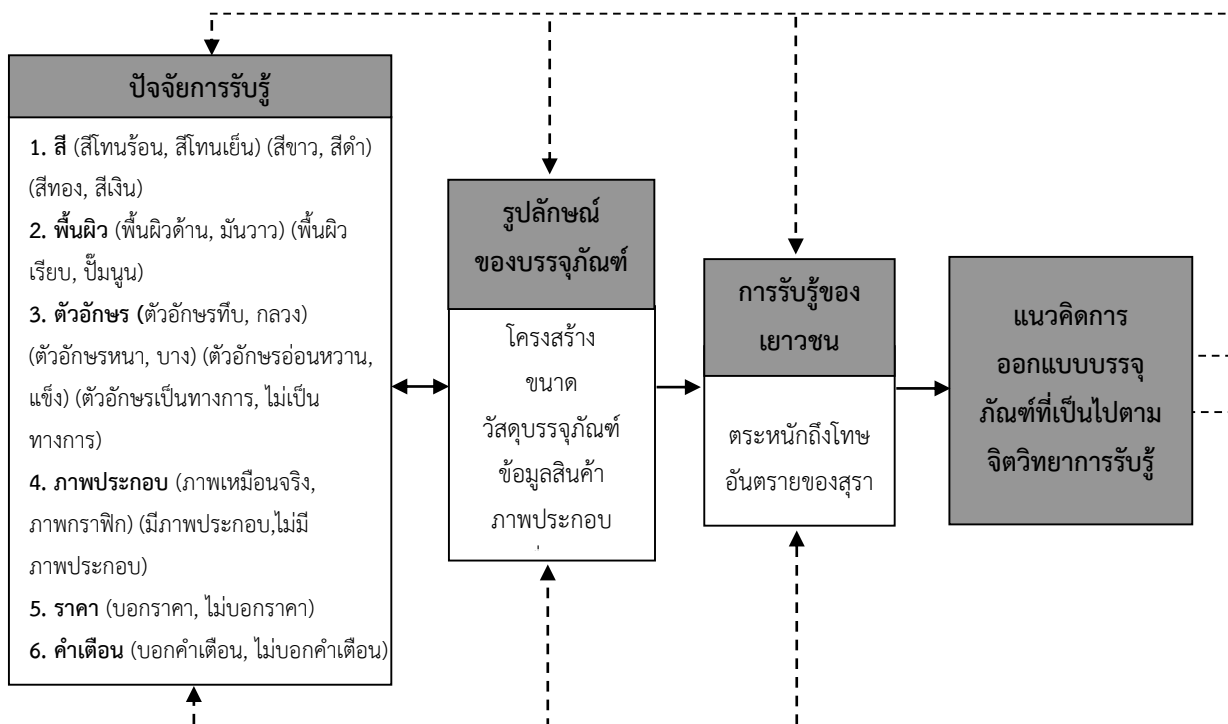 ปัจจัยการรับรู้
1. สี (สีโทนร้อน, สีโทนเย็น) (สีขาว, สีดำ)
(สีทอง, สีเงิน)
2. พื้นผิว (พื้นผิวด้าน, มันวาว) (พื้นผิว
เรียบ, ปั๊มนูน)
3. ตัวอักษร (ตัวอักษรทึบ, กลวง)
(ตัวอักษรหนา, บาง) (ตัวอักษรอ่อนหวาน,
แข็ง) (ตัวอักษรเป็นทางการ, ไม่เป็น
ทางการ)
4. ภาพประกอบ (ภาพเหมือนจริง,
ภาพกราฟิก) (มีภาพประกอบ,ไม่มี
ภาพประกอบ)
5. ราคา (บอกราคา, ไม่บอกราคา)
6. คำเตือน (บอกคำเตือน, ไม่บอกคำเตือน)
รูปลักษณ์
ของบรรจุภัณฑ์
โครงสร้าง
ขนาด
วัสดุบรรจุภัณฑ์
ข้อมูลสินค้า
ภาพประกอบ
การรับรู้ของ
เยาวชน
ตระหนักถึงโทษ
อันตรายของสุรา
แนวคิดการ
ออกแบบบรรจุ
ภัณฑ์ที่เป็นไปตาม
จิตวิทยาการรับรู้